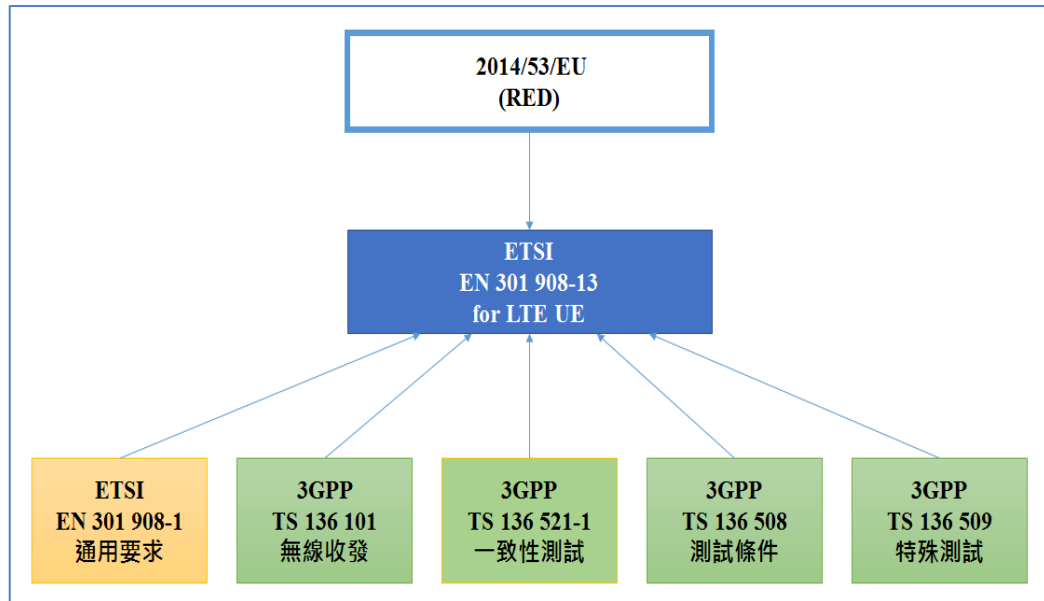 2014/53/EU
(RED)
ETSI
EN 301 908-13
for LTE UE
ETSI
EN 301 908-1
通用要求
3GPP
TS 136 101
無線收發
3GPP
TS 136 521-1
一致性測試
3GPP
TS 136 508
測試條件
3GPP
TS 136 509
特殊測試